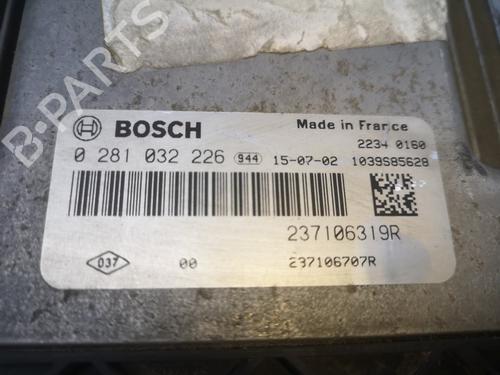 B-PARTS
BOSCH
Made in France
2234 0160
0 281 032 226 944 15-07-02 1039S85628
237106319R
037 00 237106707R